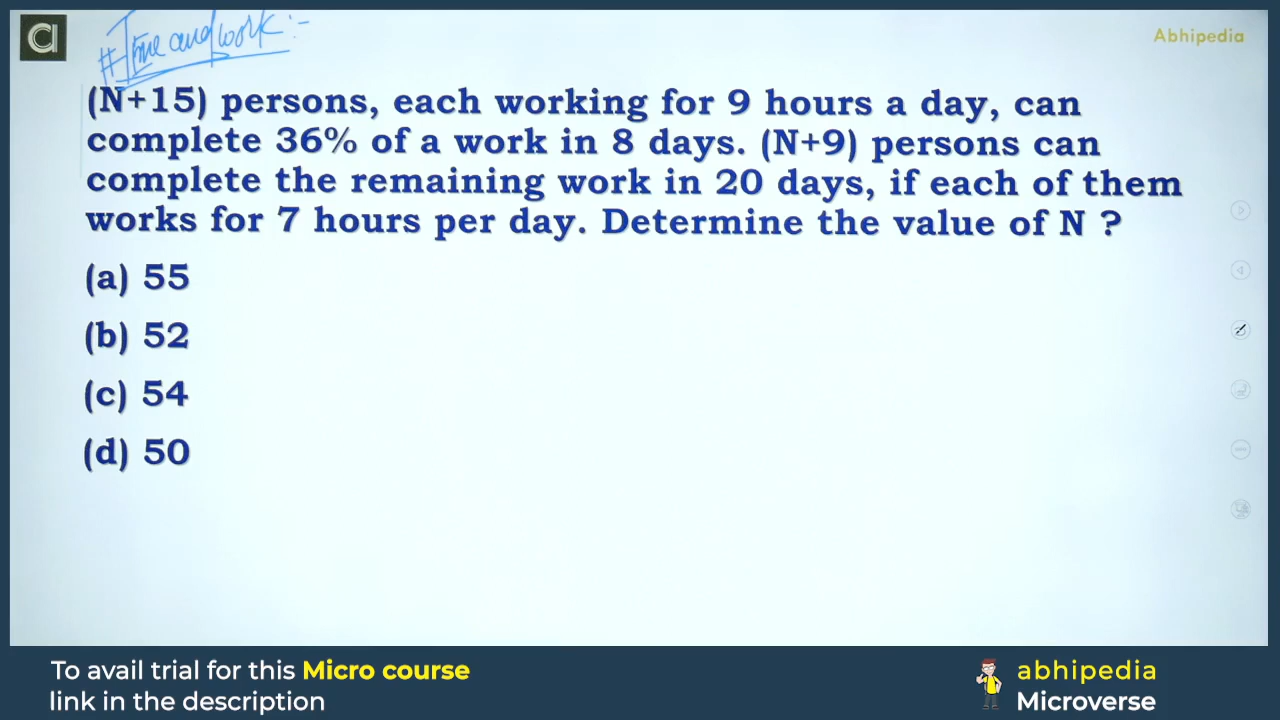 #Time and work:-
Abhipedia
(N+15) persons, each working for 9 hours a day, can
complete 36% of a work in 8 days. (N+9) persons can
complete the remaining work in 20 days, if each of them
works for 7 hours per day. Determine the value of N ?
(a) 55
(b) 52
(c) 54
(d) 50
To avail trial for this Micro course
link in the description
abhipedia
Microverse